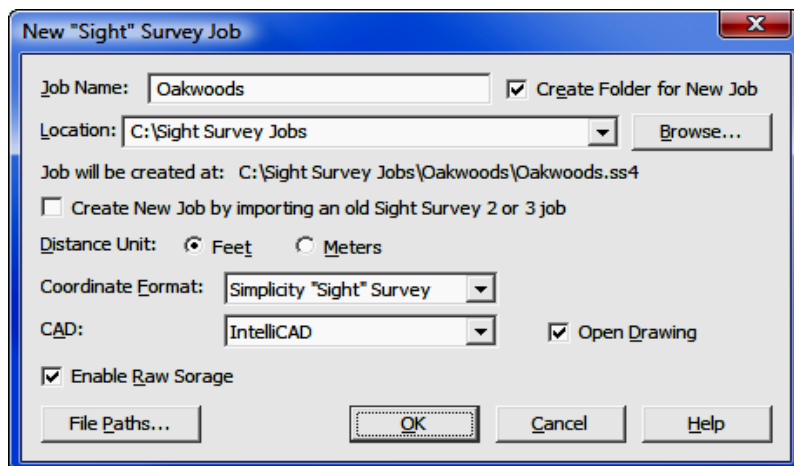 New "Sight" Survey Job
Job Name: Oakwoods Create Folder for New Job
Location: C:\Sight Survey Jobs Browse...
Job will be created at: C:\Sight Survey Jobs\Oakwoods\Oakwoods.ss4
Create New Job by importing an old Sight Survey 2 or 3 job
Distance Unit: Feet Meters
Coordinate Format: Simplicity "Sight" Survey
CAD: IntelliCAD Open Drawing
Enable Raw Sorage
File Paths... OK Cancel Help